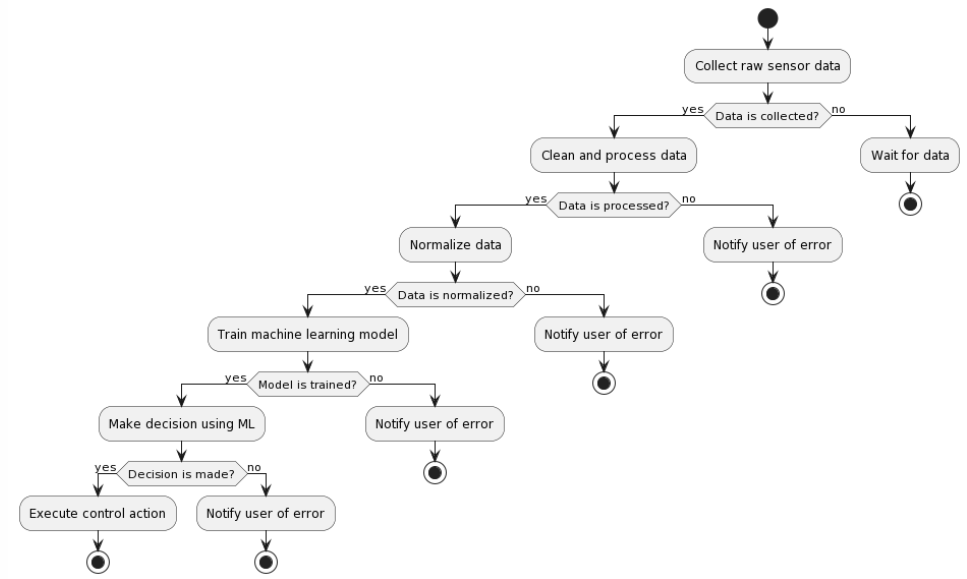 Collect raw sensor data
yes
Data is collected?
no
Clean and process data
Wait for data
yes
Data is processed?
no
Normalize data
Notify user of error
yes
Data is normalized?
no
Train machine learning model
Notify user of error
yes
Model is trained?
no
Make decision using ML
Notify user of error
yes
Decision is made?
no
Execute control action
Notify user of error